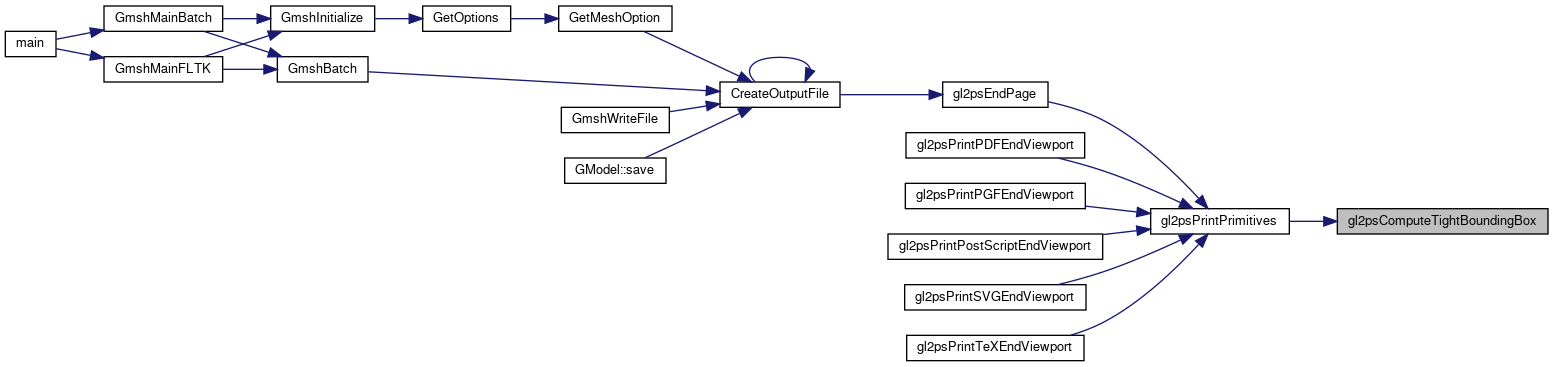 main
GmshMainBatch
GmshMainFLTK
GmshInitialize
GmshBatch
GetOptions
GetMeshOption
GmshWriteFile
GModel::save
CreateOutputFile
gl2psEndPage
gl2psPrintPDFEndViewport
gl2psPrintPGFEndViewport
gl2psPrintPostScriptEndViewport
gl2psPrintSVGEndViewport
gl2psPrintTeXEndViewport
gl2psPrintPrimitives
gl2psComputeTightBoundingBox